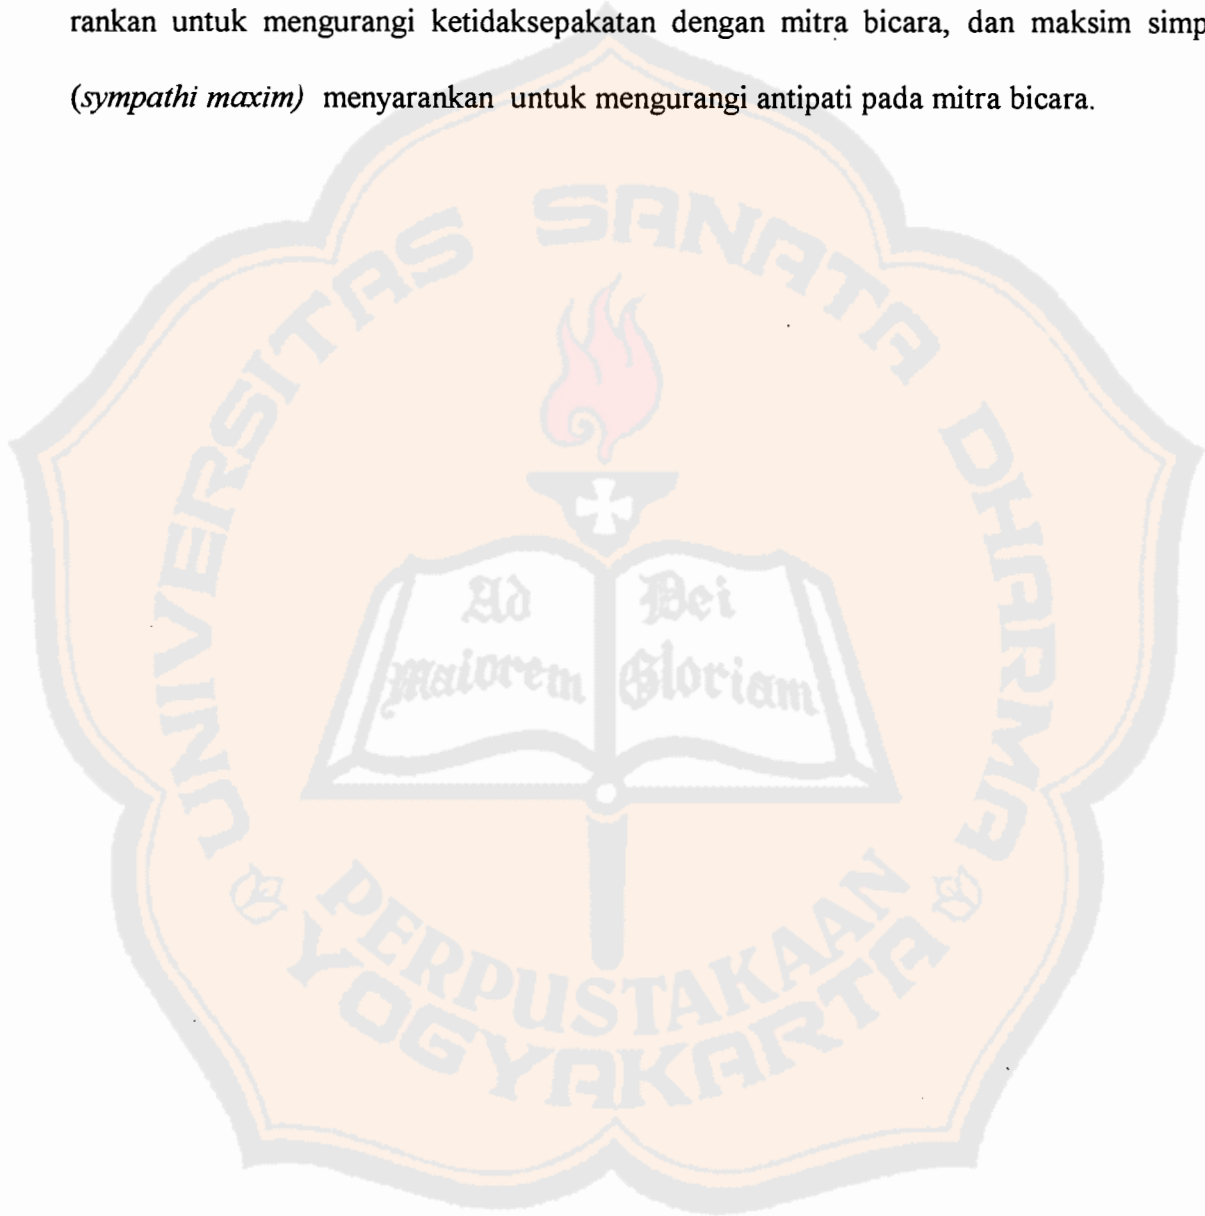 rankan untuk mengurangi ketidaksepakatan dengan mitra bicara, dan maksim simp
(sympathi maxim) menyarankan untuk mengurangi antipati pada mitra bicara.
UNIVERSITAS SANATA DHARMA
Ad Dei
maiorem Gloriam
PERPUSTAKAAN
YOGYAKARTA